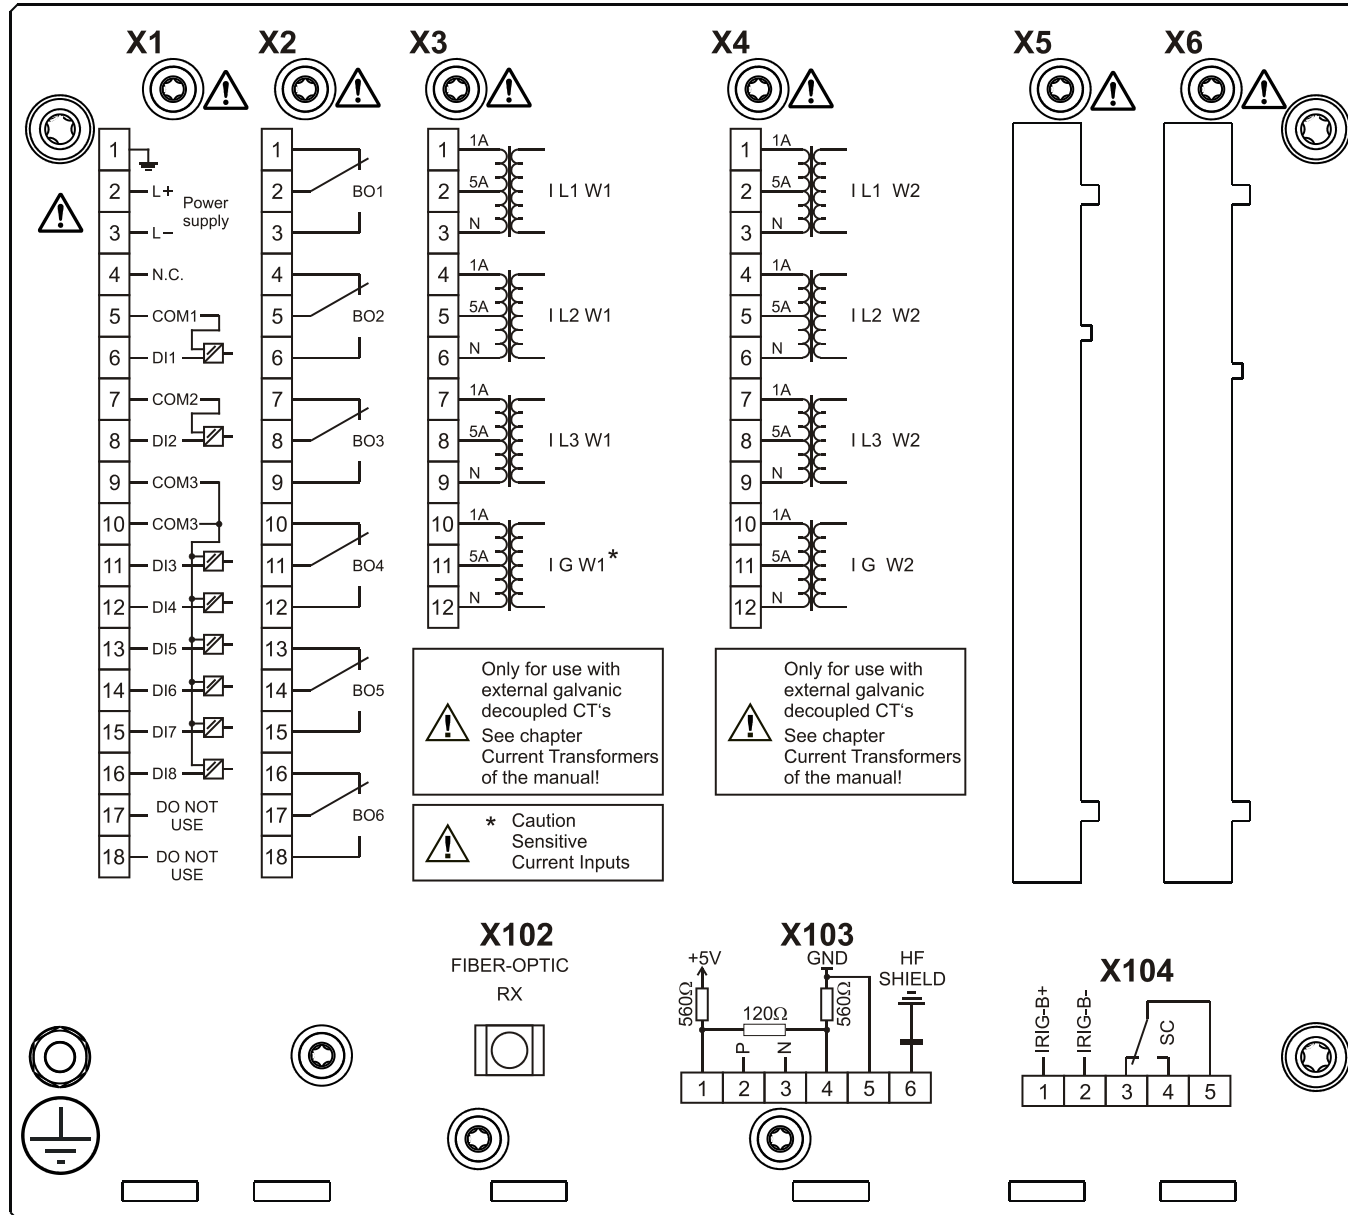 X1
X2
X3
X4
X5
X6
1
2 L+
Power
supply
3 L−
4 N.C.
5 COM1
6 DI1
7 COM2
8 DI2
9 COM3
10 COM3
11 DI3
12 DI4
13 DI5
14 DI6
15 DI7
16 DI8
17 DO NOT
USE
18 DO NOT
USE
1
2 BO1
3
4
5 BO2
6
7
8 BO3
9
10
11 BO4
12
13
14 BO5
15
16
17 BO6
18
1 1A
2 5A I L1 W1
3 N
4 1A
5 5A I L2 W1
6 N
7 1A
8 5A I L3 W1
9 N
10 1A
11 5A I G W1*
12 N
Only for use with
external galvanic
decoupled CT‘s
See chapter
Current Transformers
of the manual!
* Caution
Sensitive
Current Inputs
1 1A
2 5A I L1 W2
3 N
4 1A
5 5A I L2 W2
6 N
7 1A
8 5A I L3 W2
9 N
10 1A
11 5A I G W2
12 N
Only for use with
external galvanic
decoupled CT‘s
See chapter
Current Transformers
of the manual!
X102
FIBER-OPTIC
RX
X103
+5V
GND
HF
SHIELD
560Ω
120Ω
560Ω
P
N
1 2 3 4 5 6
X104
IRIG-B+
IRIG-B-
SC
1 2 3 4 5